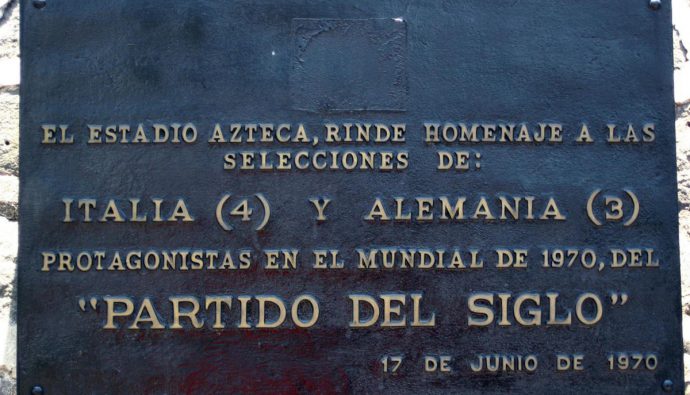 EL ESTADIO AZTECA, RINDE HOMENAJE A LAS
SELECCIONES DE:
ITALIA (4) Y ALEMANIA (3)
PROTAGONISTAS EN EL MUNDIAL DE 1970, DEL
"PARTIDO DEL SIGLO"
17 DE JUNIO DE 1970